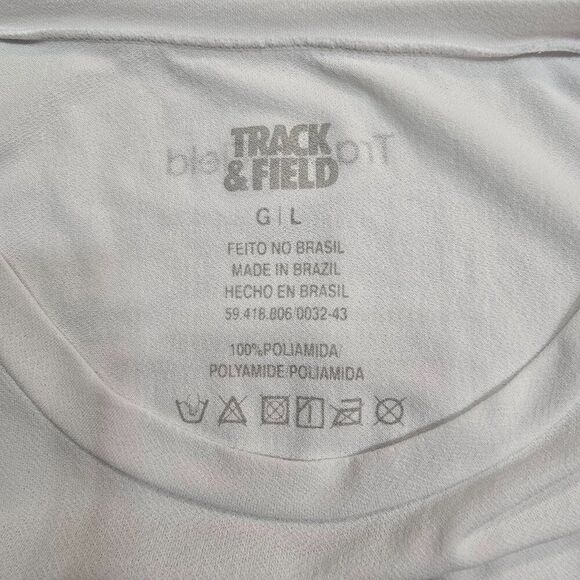 TRACK
& FIELD
G | L
FEITO NO BRASIL
MADE IN BRAZIL
HECHO EN BRASIL
59.418.806/0032-43
100%POLIAMIDA/
POLYAMIDE/POLIAMIDA